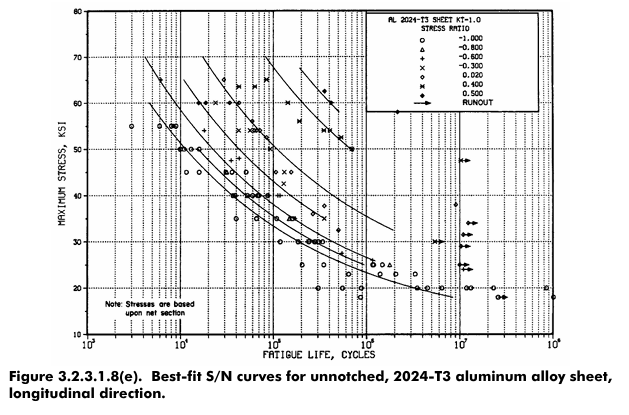 80
70
60
50
40
30
20
10
MAXIMUM STRESS, KSI
AL 2024-T3 SHEET KT=1.0
STRESS RATIO
-1.000
-0.800
-0.600
-0.300
0.020
0.400
0.500
RUNOUT
Note: Stresses are based
upon net section
10³ 10⁴ 10⁵ 10⁶ 10⁷ 10⁸
FATIGUE LIFE, CYCLES
Figure 3.2.3.1.8(e). Best-fit S/N curves for unnotched, 2024-T3 aluminum alloy sheet,
longitudinal direction.